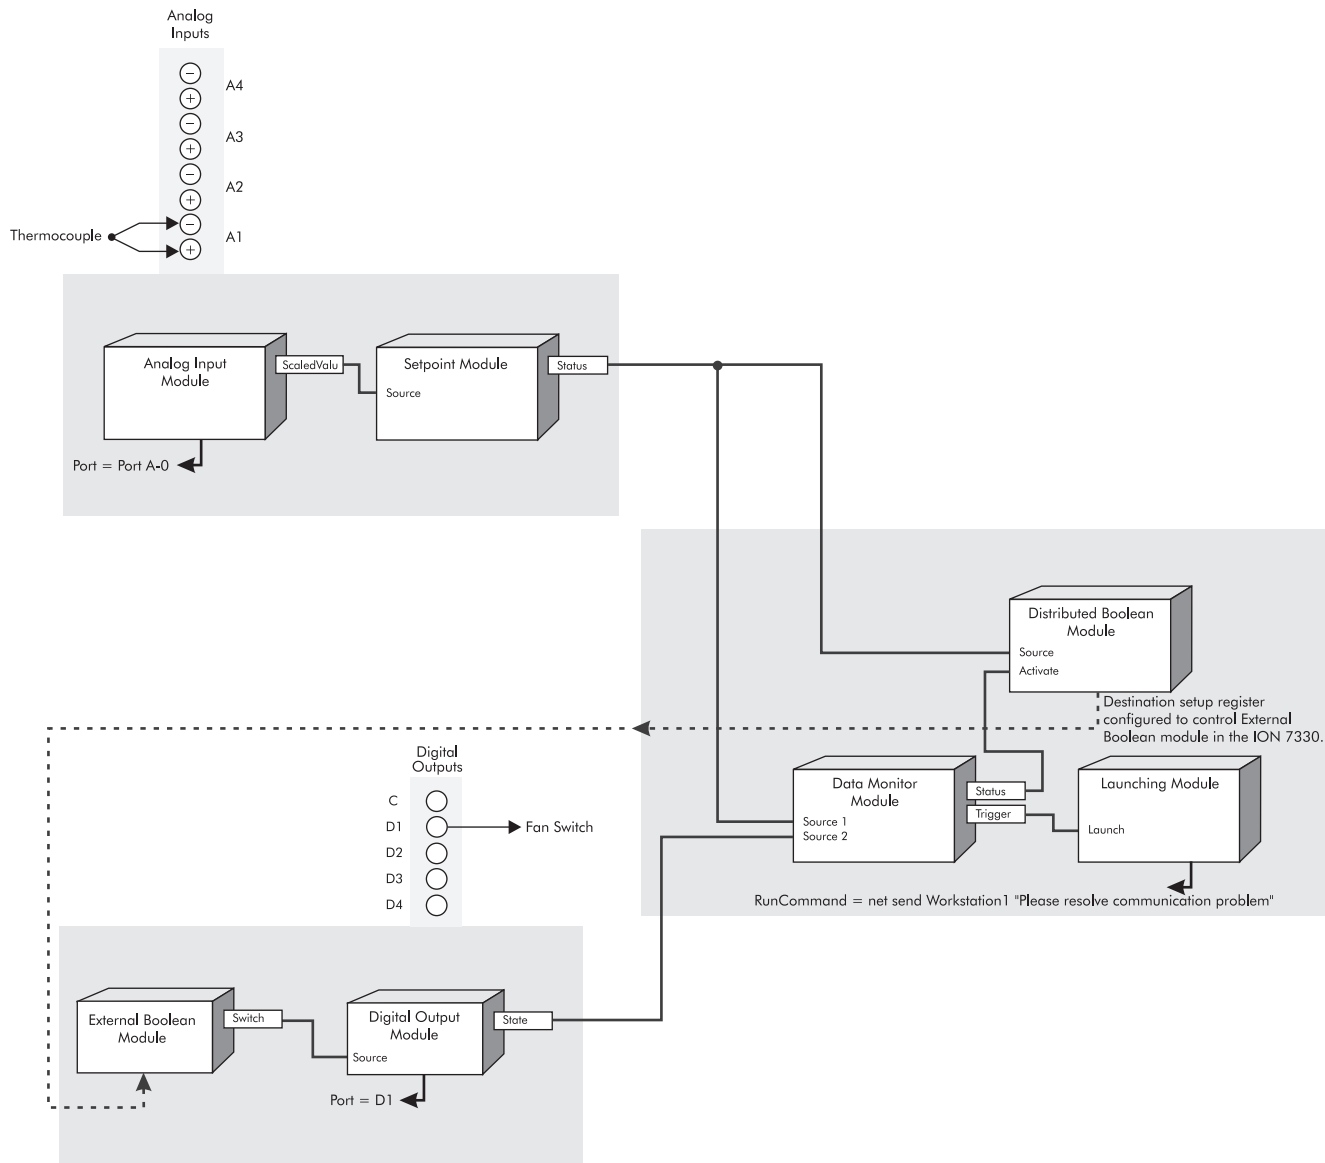 Analog
Inputs
A4
A3
A2
A1
Thermocouple
Analog Input
Module
ScaledValu
Setpoint Module
Source
Status
Port = Port A-0
Distributed Boolean
Module
Source
Activate
Destination setup register
configured to control External
Boolean module in the ION 7330.
Digital
Outputs
C
D1
D2
D3
D4
Fan Switch
Data Monitor
Module
Source 1
Source 2
Status
Trigger
Launching Module
Launch
RunCommand = net send Workstation1 "Please resolve communication problem"
External Boolean
Module
Switch
Digital Output
Module
Source
State
Port = D1